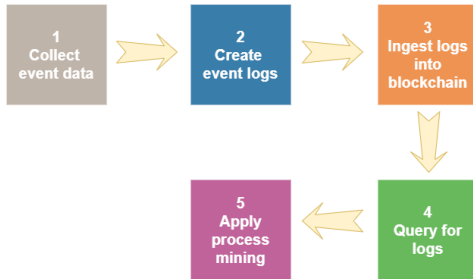 1
Collect
event data
2
Create
event logs
3
Ingest logs
into
blockchain
4
Query for
logs
5
Apply
process
mining